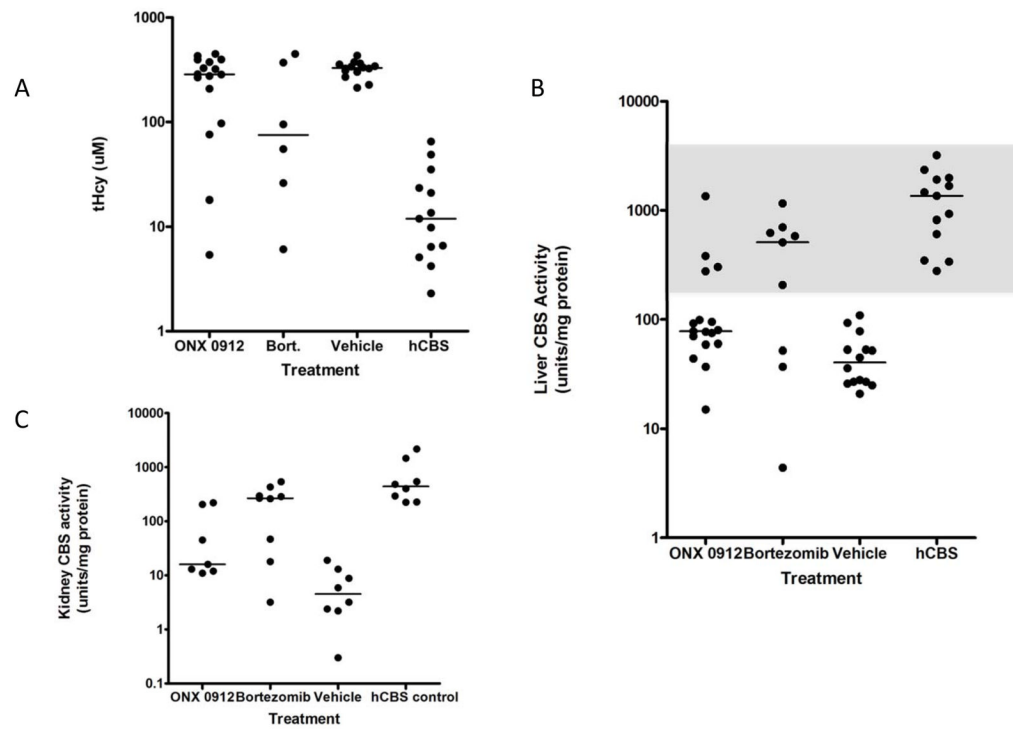 A
1000
100
10
1
tHcy (uM)
ONX 0912 Bort. Vehicle hCBS
Treatment
B
10000
1000
100
10
1
Liver CBS Activity
(units/mg protein)
ONX 0912 Bortezomib Vehicle hCBS
Treatment
C
10000
1000
100
10
1
0.1
Kidney CBS activity
(units/mg protein)
ONX 0912 Bortezomib Vehicle hCBS control
Treatment